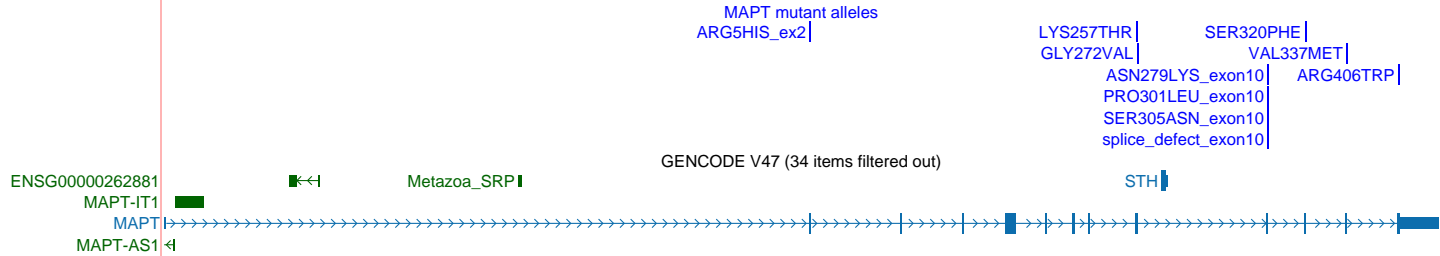 MAPT mutant alleles
ARG5HIS_ex2 LYS257THR SER320PHE
GLY272VAL VAL337MET
ASN279LYS_exon10 ARG406TRP
PRO301LEU_exon10
SER305ASN_exon10
splice_defect_exon10
GENCODE V47 (34 items filtered out)
ENSG00000262881 Metazoa_SRP STH
MAPT-IT1
MAPT
MAPT-AS1